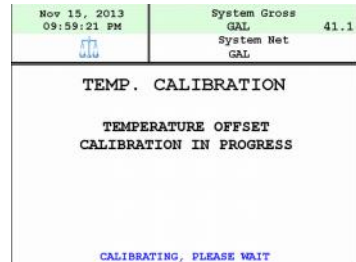 Nov 15, 2013
09:59:21 PM
System Gross
GAL 41.1
System Net
GAL
TEMP. CALIBRATION
TEMPERATURE OFFSET
CALIBRATION IN PROGRESS
CALIBRATING, PLEASE WAIT